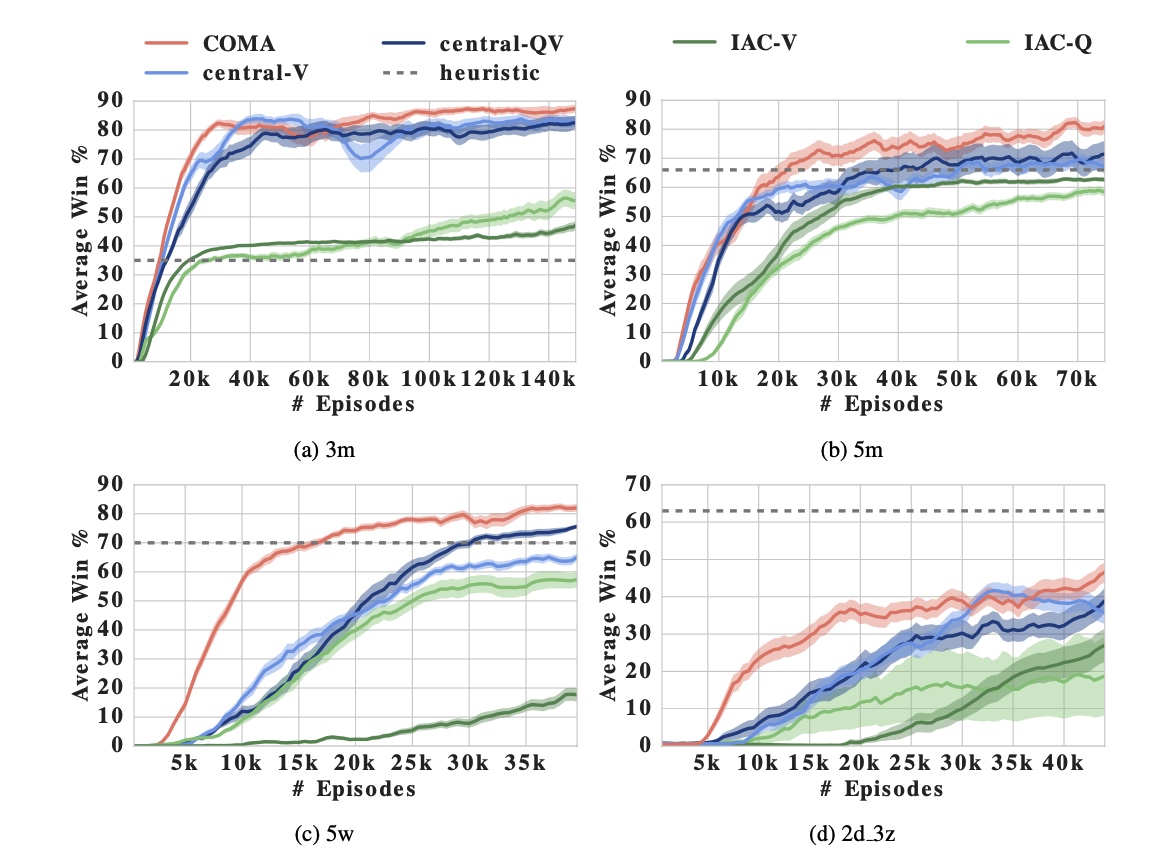 COMA central-QV IAC-V IAC-Q
central-V heuristic
90
80
70
60
50
40
30
20
10
0
Average Win %
20k 40k 60k 80k 100k 120k 140k
# Episodes
(a) 3m
90
80
70
60
50
40
30
20
10
0
Average Win %
10k 20k 30k 40k 50k 60k 70k
# Episodes
(b) 5m
90
80
70
60
50
40
30
20
10
0
Average Win %
5k 10k 15k 20k 25k 30k 35k
# Episodes
(c) 5w
70
60
50
40
30
20
10
0
Average Win %
5k 10k 15k 20k 25k 30k 35k 40k
# Episodes
(d) 2d_3z